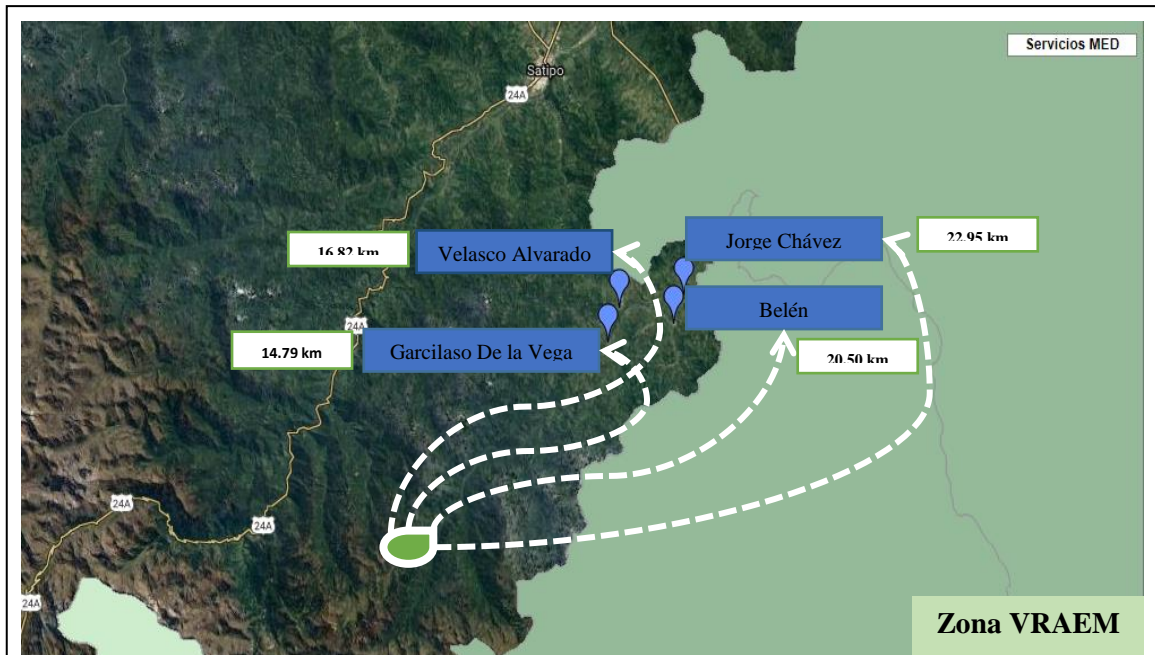 Servicios MED
Satipo
24A
Jorge Chávez
22.95 km
16.82 km
Velasco Alvarado
Belén
24A
14.79 km
Garcilaso De la Vega
20.50 km
24A
24A
24A
Zona VRAEM